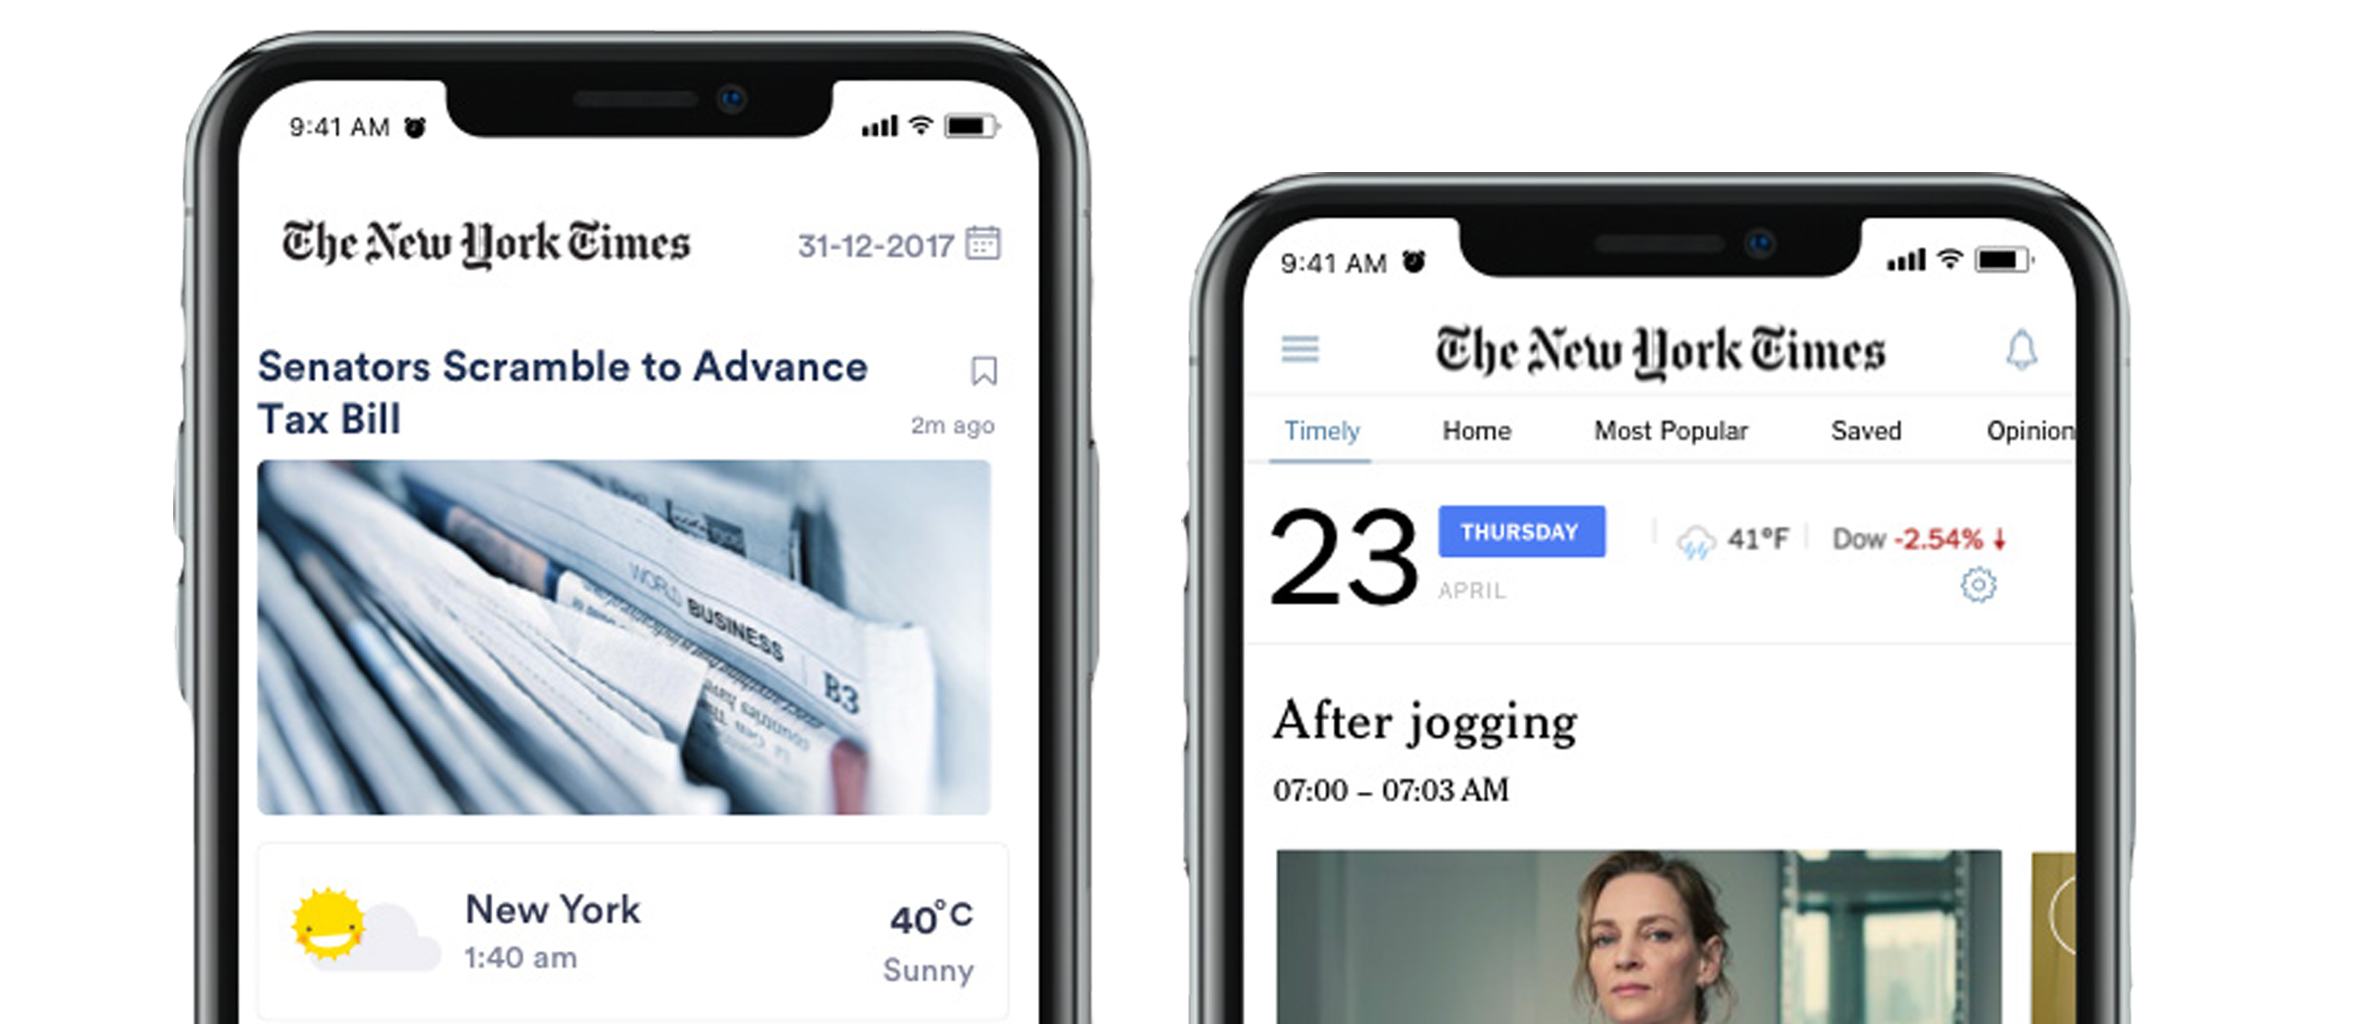 9:41 AM
The New York Times
31-12-2017
Senators Scramble to Advance
Tax Bill
2m ago
WORLD BUSINESS
B3
New York
1:40 am
40°C
Sunny
9:41 AM
The New York Times
Timely Home Most Popular Saved Opinion
23
THURSDAY
APRIL
41°F
Dow -2.54%
After jogging
07:00 – 07:03 AM